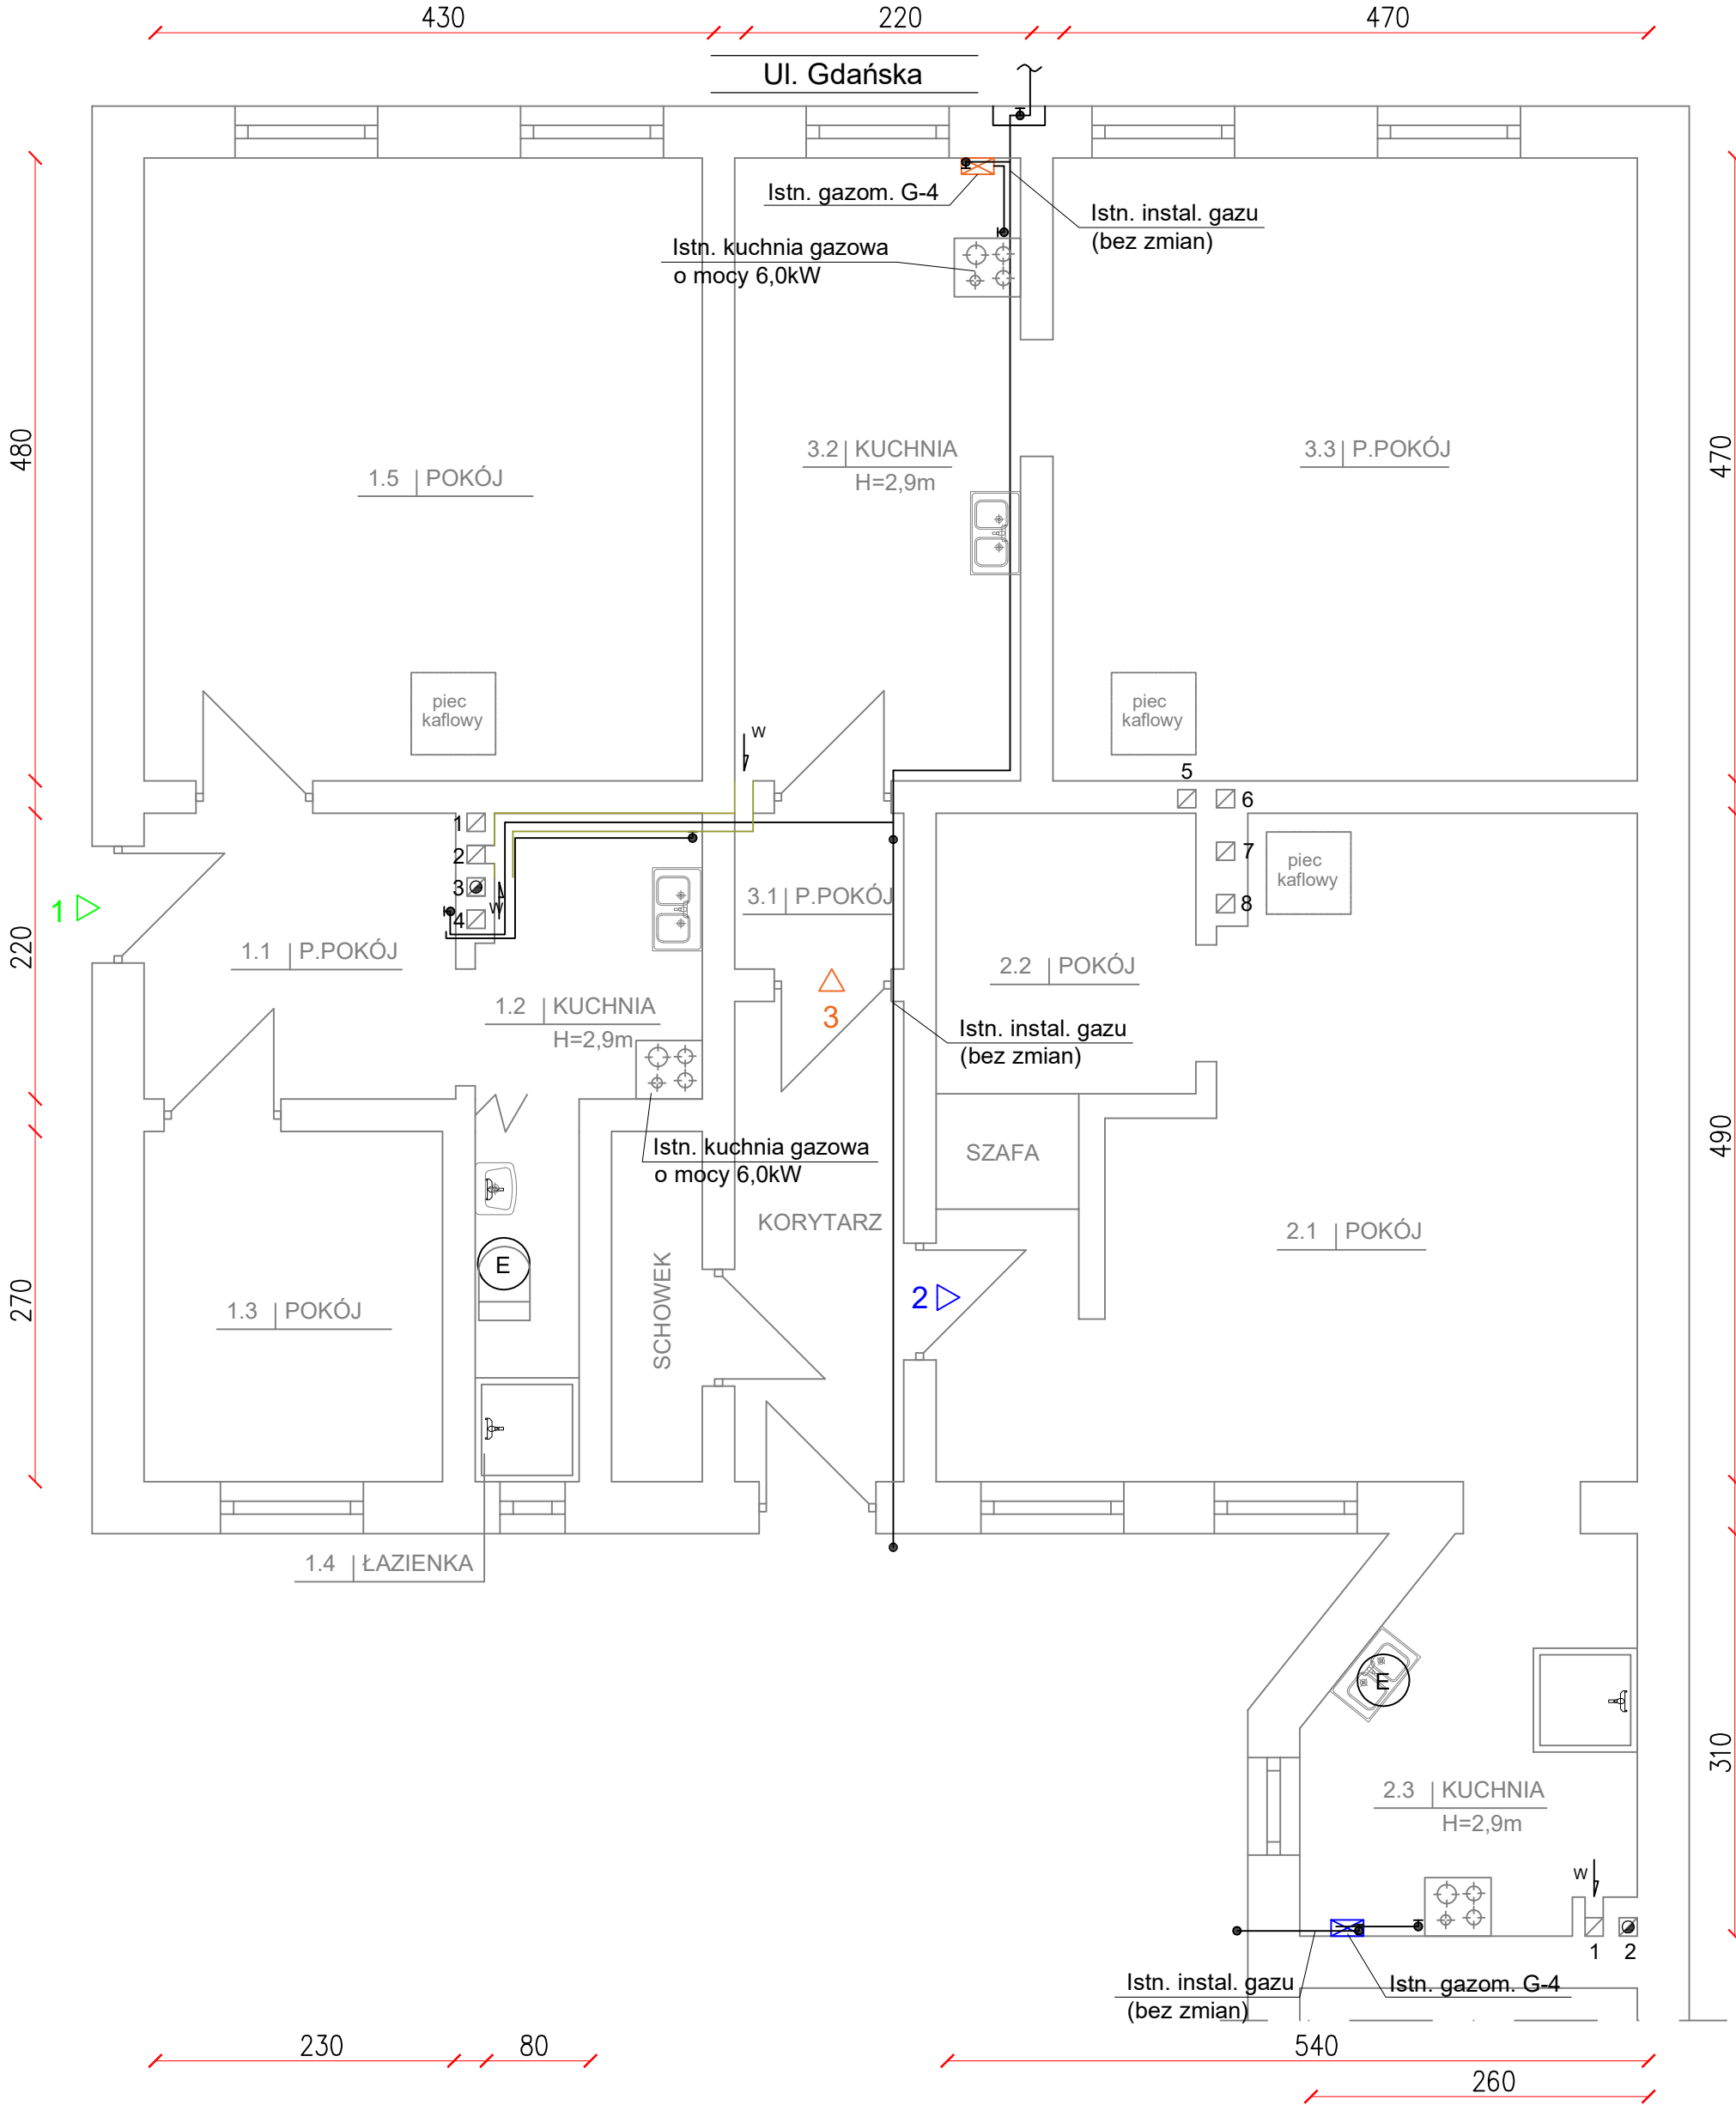 430
220
470
Ul. Gdańska
Istn. gazom. G-4
Istn. instal. gazu
(bez zmian)
Istn. kuchnia gazowa
o mocy 6,0kW
480
470
3.2 KUCHNIA
H=2,9m
3.3 P.POKÓJ
1.5 POKÓJ
piec
kaflowy
piec
kaflowy
W
5
6
1
2
3
4
W
7
8
piec
kaflowy
1
220
1.1 P.POKÓJ
3.1 P.POKÓJ
2.2 POKÓJ
1.2 KUCHNIA
H=2,9m
3
Istn. instal. gazu
(bez zmian)
490
Istn. kuchnia gazowa
o mocy 6,0kW
SZAFA
KORYTARZ
2.1 POKÓJ
E
SCHOWEK
2
270
1.3 POKÓJ
1.4 ŁAZIENKA
E
310
2.3 KUCHNIA
H=2,9m
W
1
2
Istn. instal. gazu
(bez zmian)
Istn. gazom. G-4
230
80
540
260